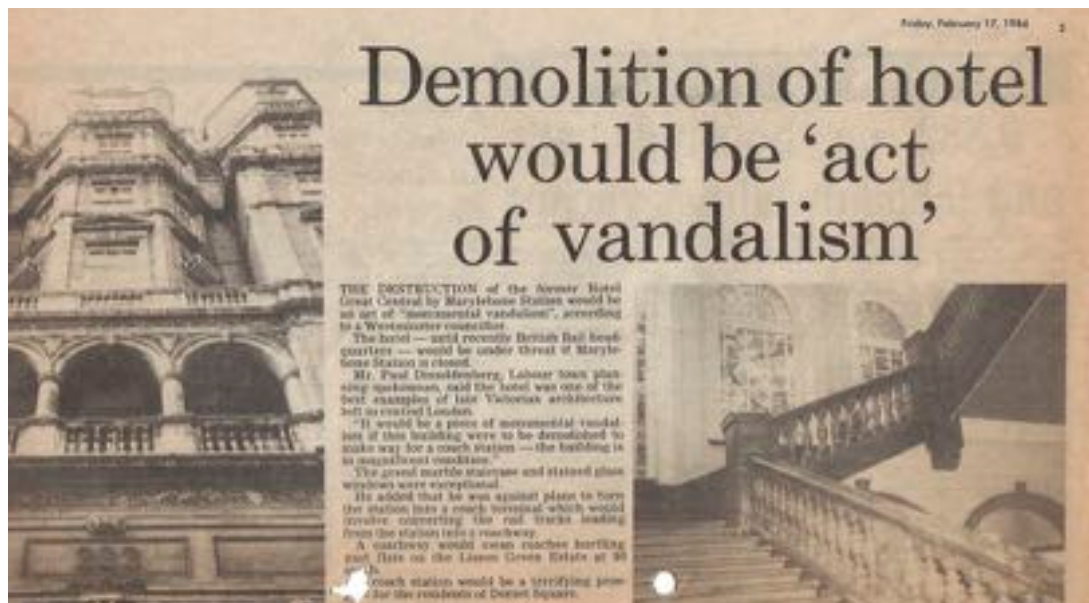 Friday, February 17, 1984
3
Demolition of hotel
would be ‘act
of vandalism’
THE DESTRUCTION of the former Hotel
Great Central by Marylebone Station would be
an act of "monumental vandalism", according
to a Westminster councillor.
The hotel — until recently British Rail head-
quarters — would be under threat if Maryle-
bone Station is closed.
Mr. Paul Dimoldenberg, Labour town plan-
ning spokesman, said the hotel was one of the
best examples of late Victorian architecture
left in central London.
"It would be a piece of monumental vandal-
ism if this building were to be demolished to
make way for a coach station — the building is
in magnificent condition."
The grand marble staircase and stained glass
windows were exceptional.
He added that he was against plans to turn
the station into a coach terminal which would
involve converting the rail tracks leading
from the station into a coachway.
A coachway would mean coaches hurtling
past flats on the Lisson Green Estate at 50
coach station would be a terrifying
for the residents of Dorset Square.